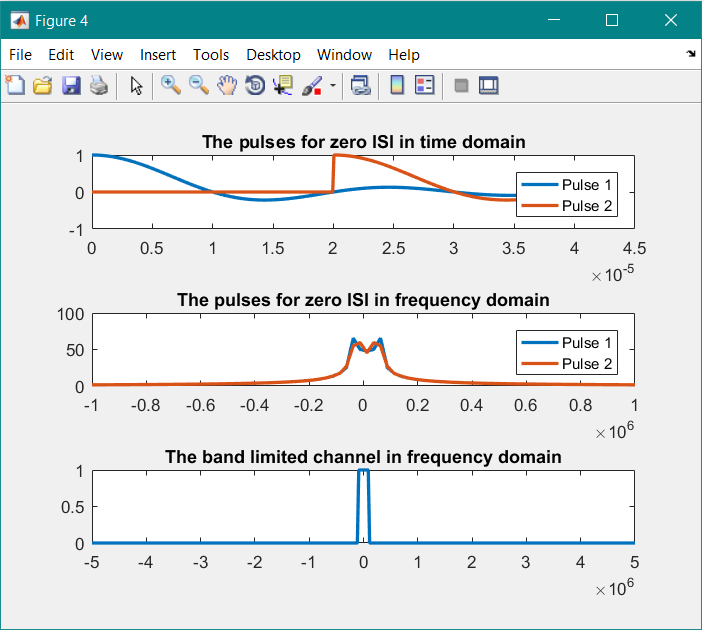 Figure 4
File Edit View Insert Tools Desktop Window Help
The pulses for zero ISI in time domain
1
0
-1
Pulse 1
Pulse 2
0 0.5 1 1.5 2 2.5 3 3.5 4 4.5
×10-5
The pulses for zero ISI in frequency domain
100
50
0
Pulse 1
Pulse 2
-1 -0.8 -0.6 -0.4 -0.2 0 0.2 0.4 0.6 0.8 1
×10^6
The band limited channel in frequency domain
1
0.5
0
-5 -4 -3 -2 -1 0 1 2 3 4 5
×10^6